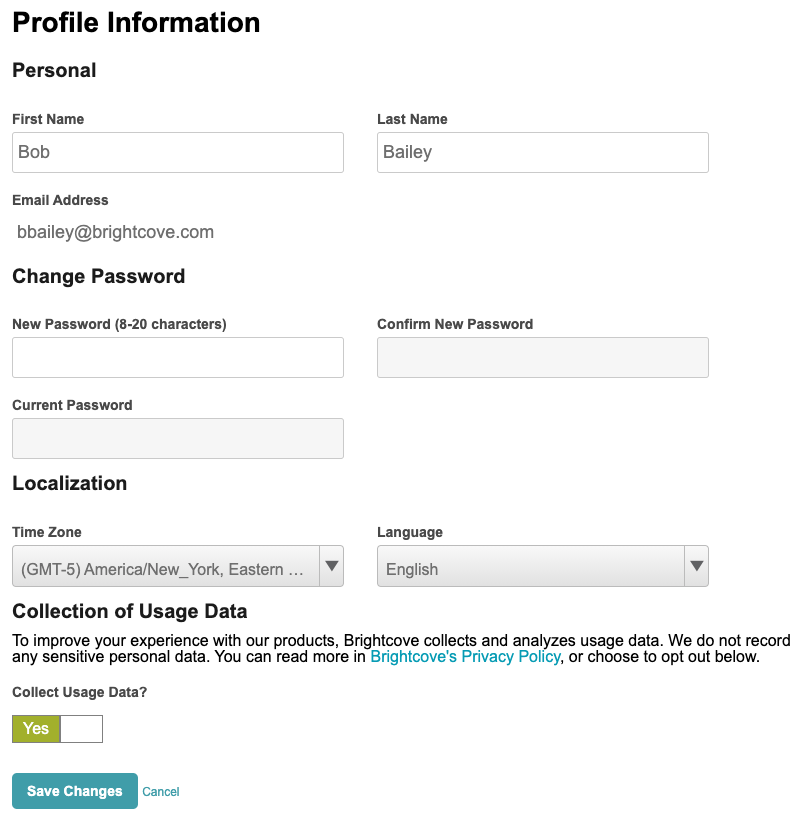 Profile Information
Personal
First Name
Last Name
Bob
Bailey
Email Address
bbailey@brightcove.com
Change Password
New Password (8-20 characters)
Confirm New Password
Current Password
Localization
Time Zone
Language
(GMT-5) America/New_York, Eastern …
English
Collection of Usage Data
To improve your experience with our products, Brightcove collects and analyzes usage data. We do not record
any sensitive personal data. You can read more in Brightcove's Privacy Policy, or choose to opt out below.
Collect Usage Data?
Yes
Save Changes Cancel